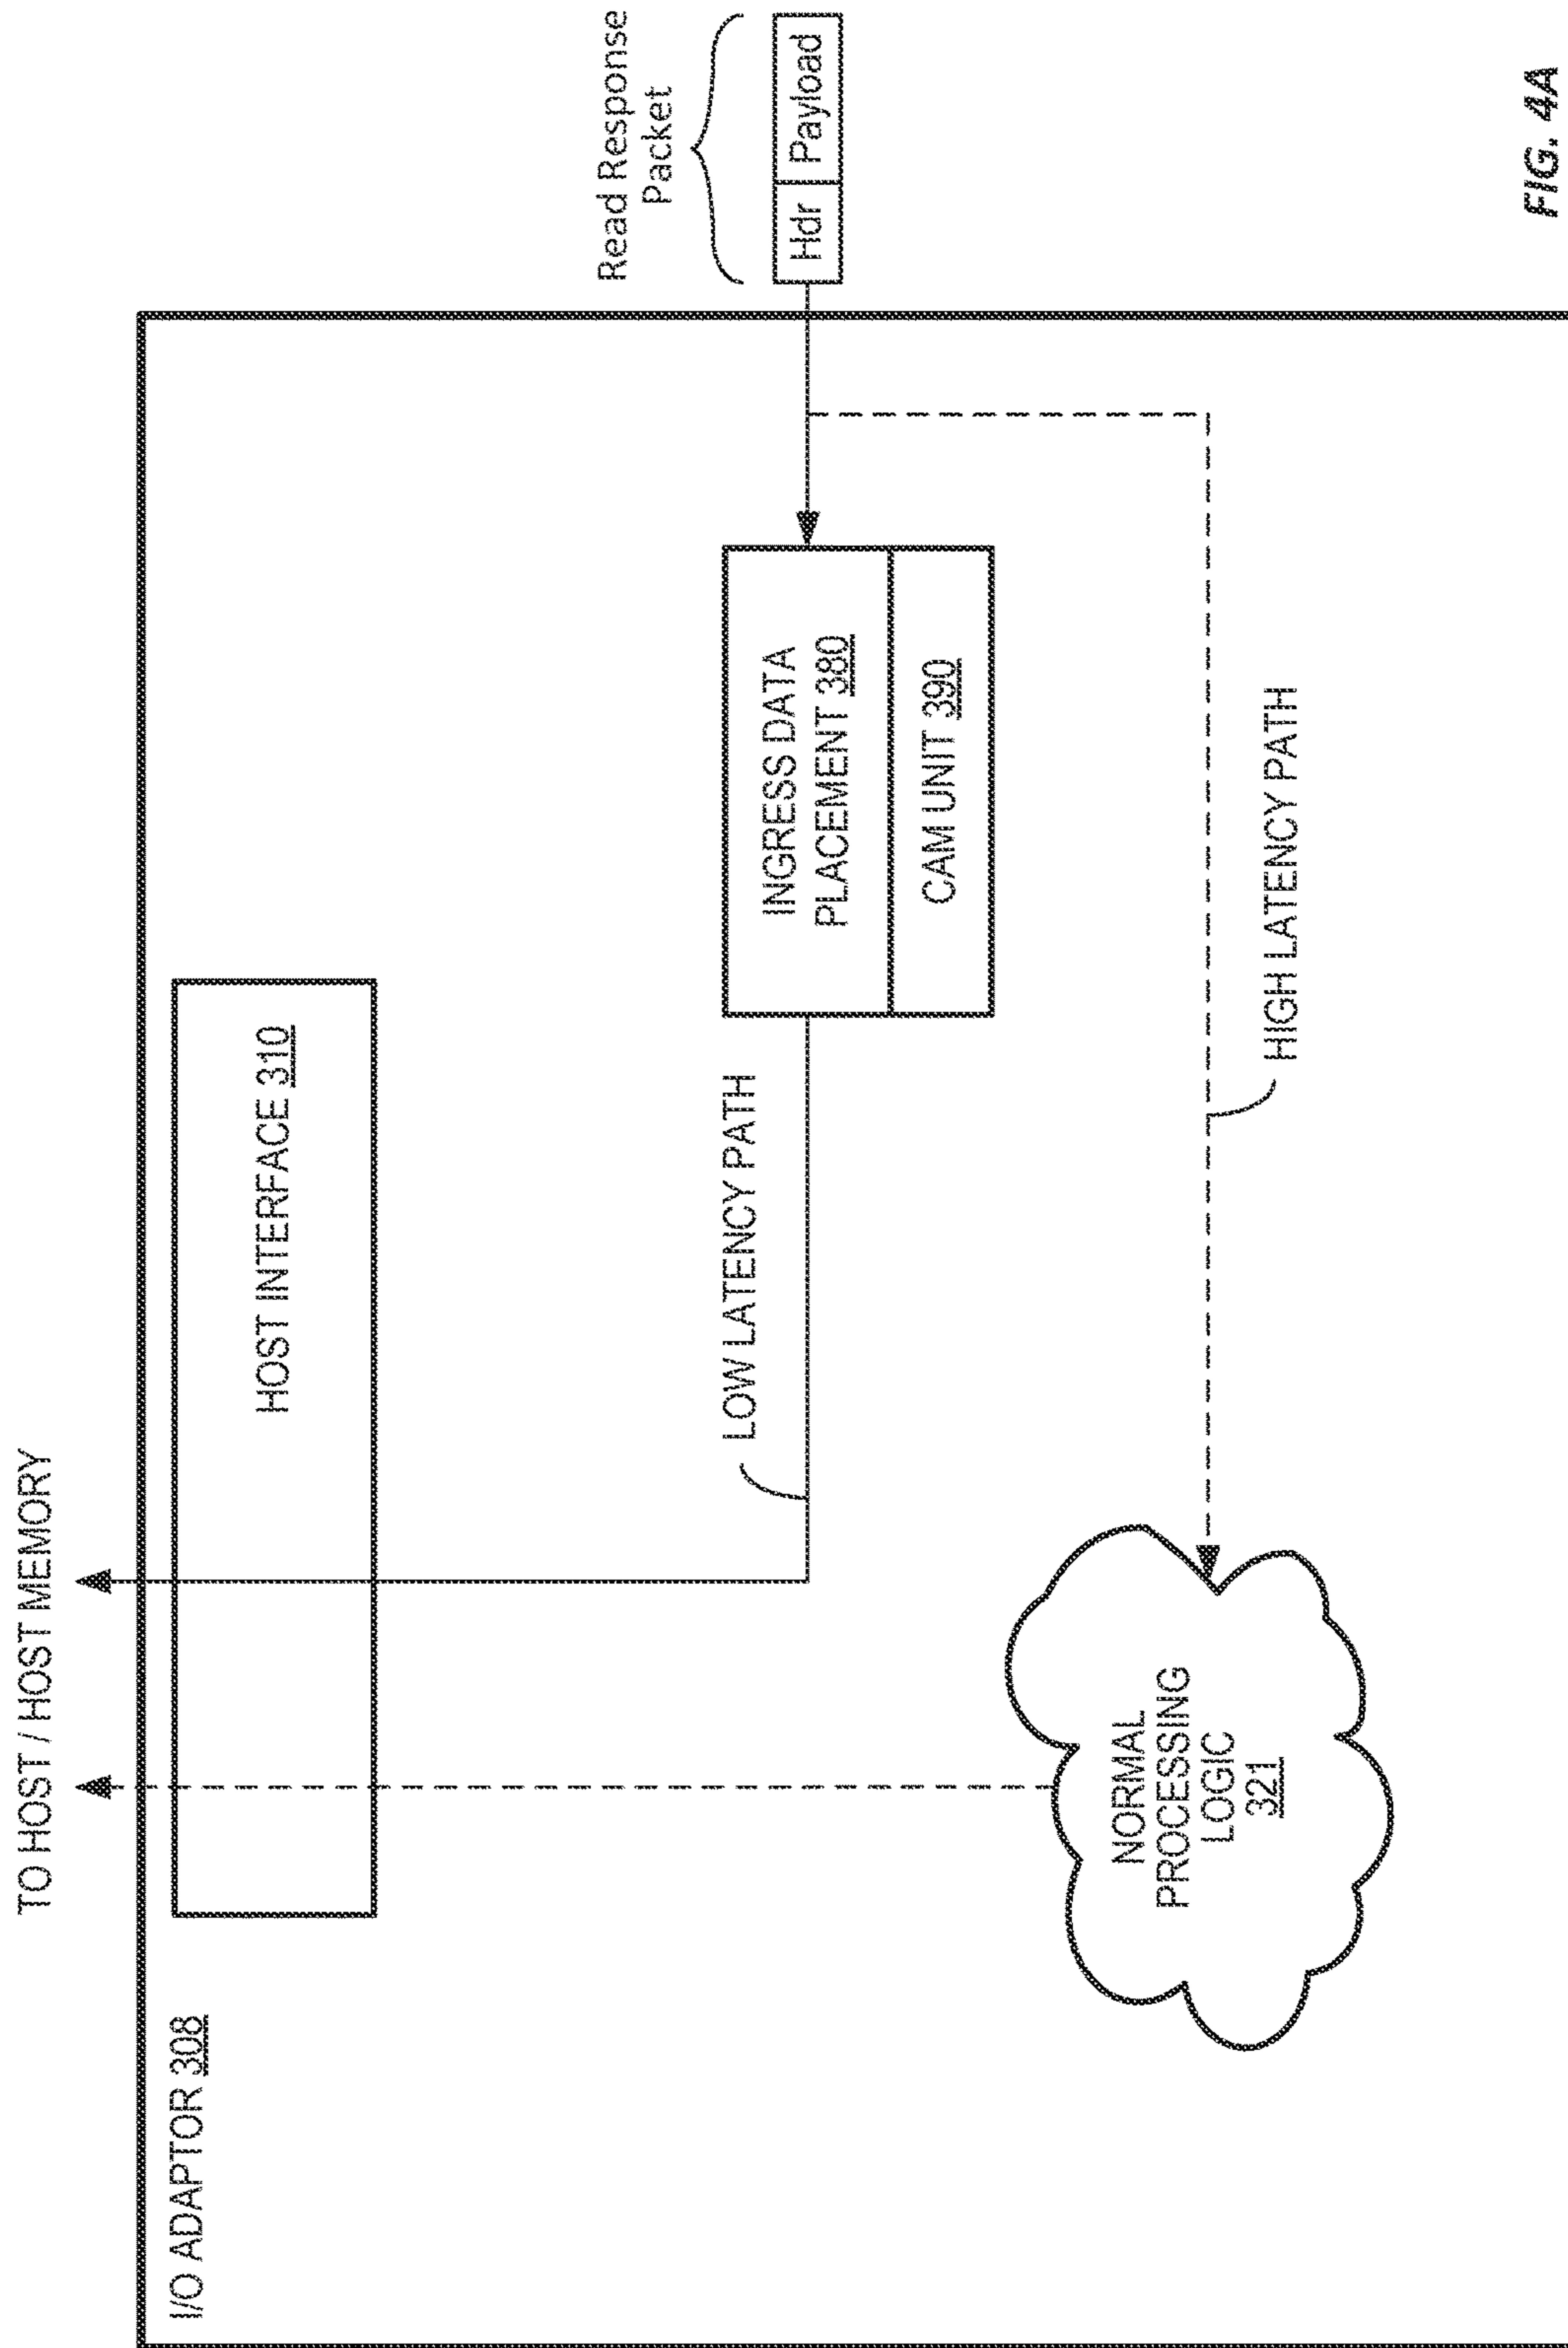 TO HOST / HOST MEMORY
I/O ADAPTOR 308
HOST INTERFACE 310
Read Response
Packet
Hdr
Payload
LOW LATENCY PATH
INGRESS DATA
PLACEMENT 380
CAM UNIT 390
NORMAL
PROCESSING
LOGIC
321
HIGH LATENCY PATH
FIG. 4A